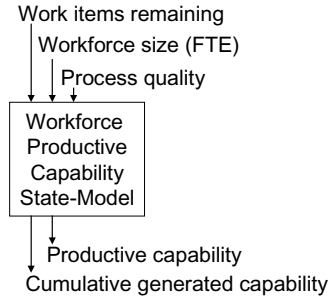 Work items remaining
Workforce size (FTE)
Process quality
Workforce
Productive
Capability
State-Model
Productive capability
Cumulative generated capability